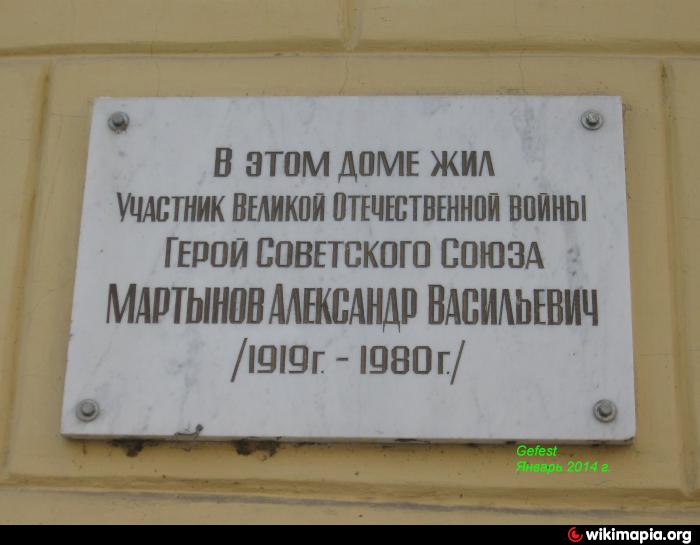 В ЭТОМ ДОМЕ ЖИЛ
УЧАСТНИК ВЕЛИКОЙ ОТЕЧЕСТВЕННОЙ ВОЙНЫ
ГЕРОЙ СОВЕТСКОГО СОЮЗА
МАРТЫНОВ АЛЕКСАНДР ВАСИЛЬЕВИЧ
/1919г. - 1980г./
Gefest
Январь 2014 г.
wikimapia.org